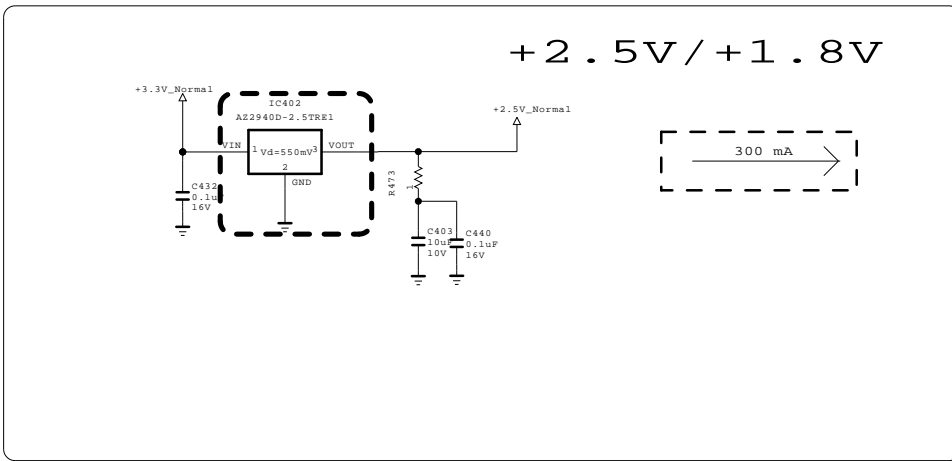 +2.5V/+1.8V
+3.3V_Normal
IC402
AZ2940D-2.5TRE1
+2.5V_Normal
VIN
1
Vd=550mV
3
VOUT
2
GND
300 mA
R473
1
C432
0.1uF
16V
C403
10uF
10V
C440
0.1uF
16V